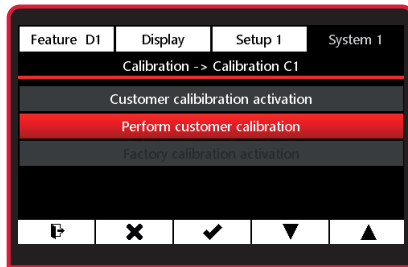 Feature D1 Display Setup 1 System 1
Calibration -> Calibration C1
Customer calibibration activation
Perform customer calibration
Factory calibration activation